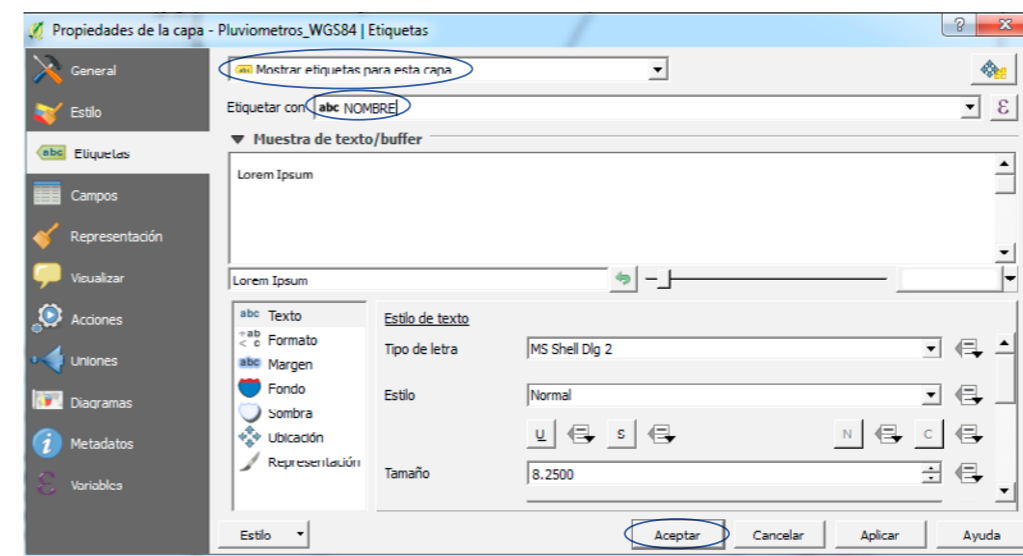 Propiedades de la capa - Pluviometros_WGS84 | Etiquetas
General
Estilo
Etiquetas
Campos
Representación
Visualizar
Acciones
Uniones
Diagramas
Metadatos
Variables
Mostrar etiquetas para esta capa
Etiquetar con abc NOMBRE
Muestra de texto/buffer
Lorem Ipsum
Lorem Ipsum
abc Texto
Formato
abc Margen
Fondo
Sombra
Ubicación
Representación
Estilo de texto
Tipo de letra MS Shell Dlg 2
Estilo Normal
U S N C
Tamaño 8.2500
Estilo Aceptar Cancelar Aplicar Ayuda